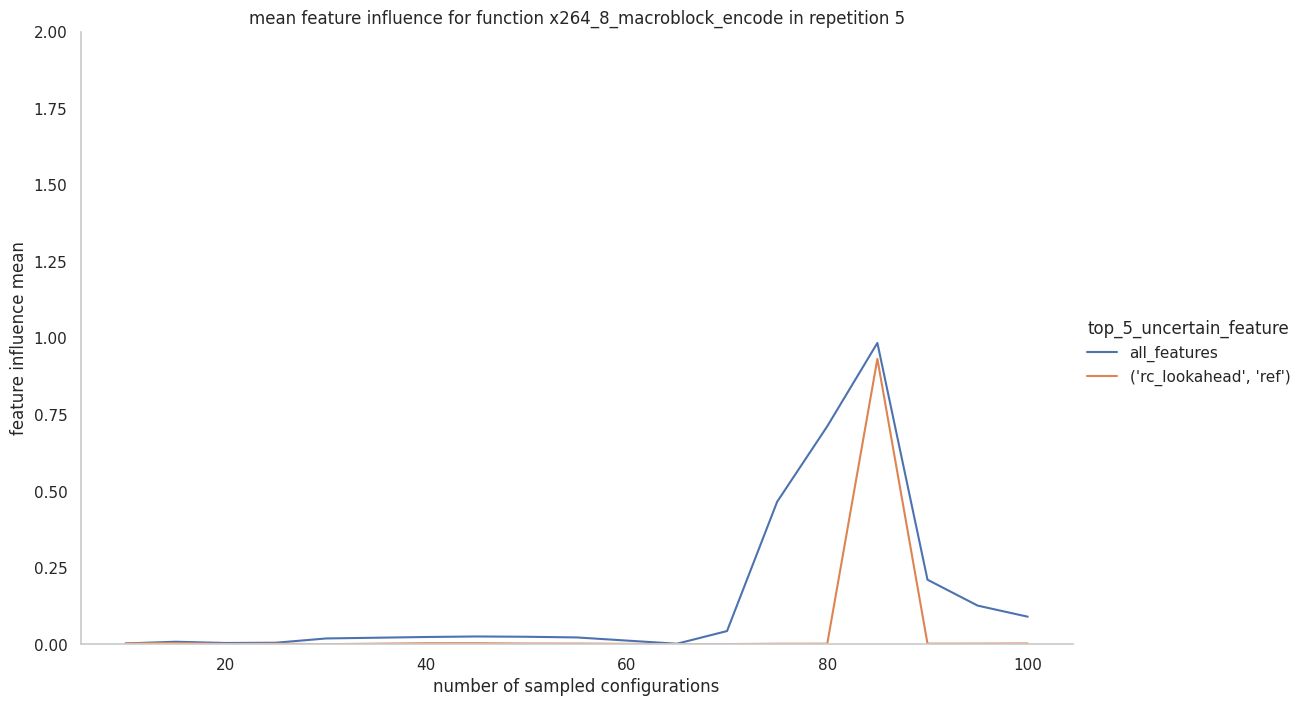 mean feature influence for function x264_8_macroblock_encode in repetition 5
2.00
1.75
1.50
1.25
1.00
0.75
0.50
0.25
0.00
feature influence mean
20
40
60
80
100
number of sampled configurations
top_5_uncertain_feature
all_features
('rc_lookahead', 'ref')